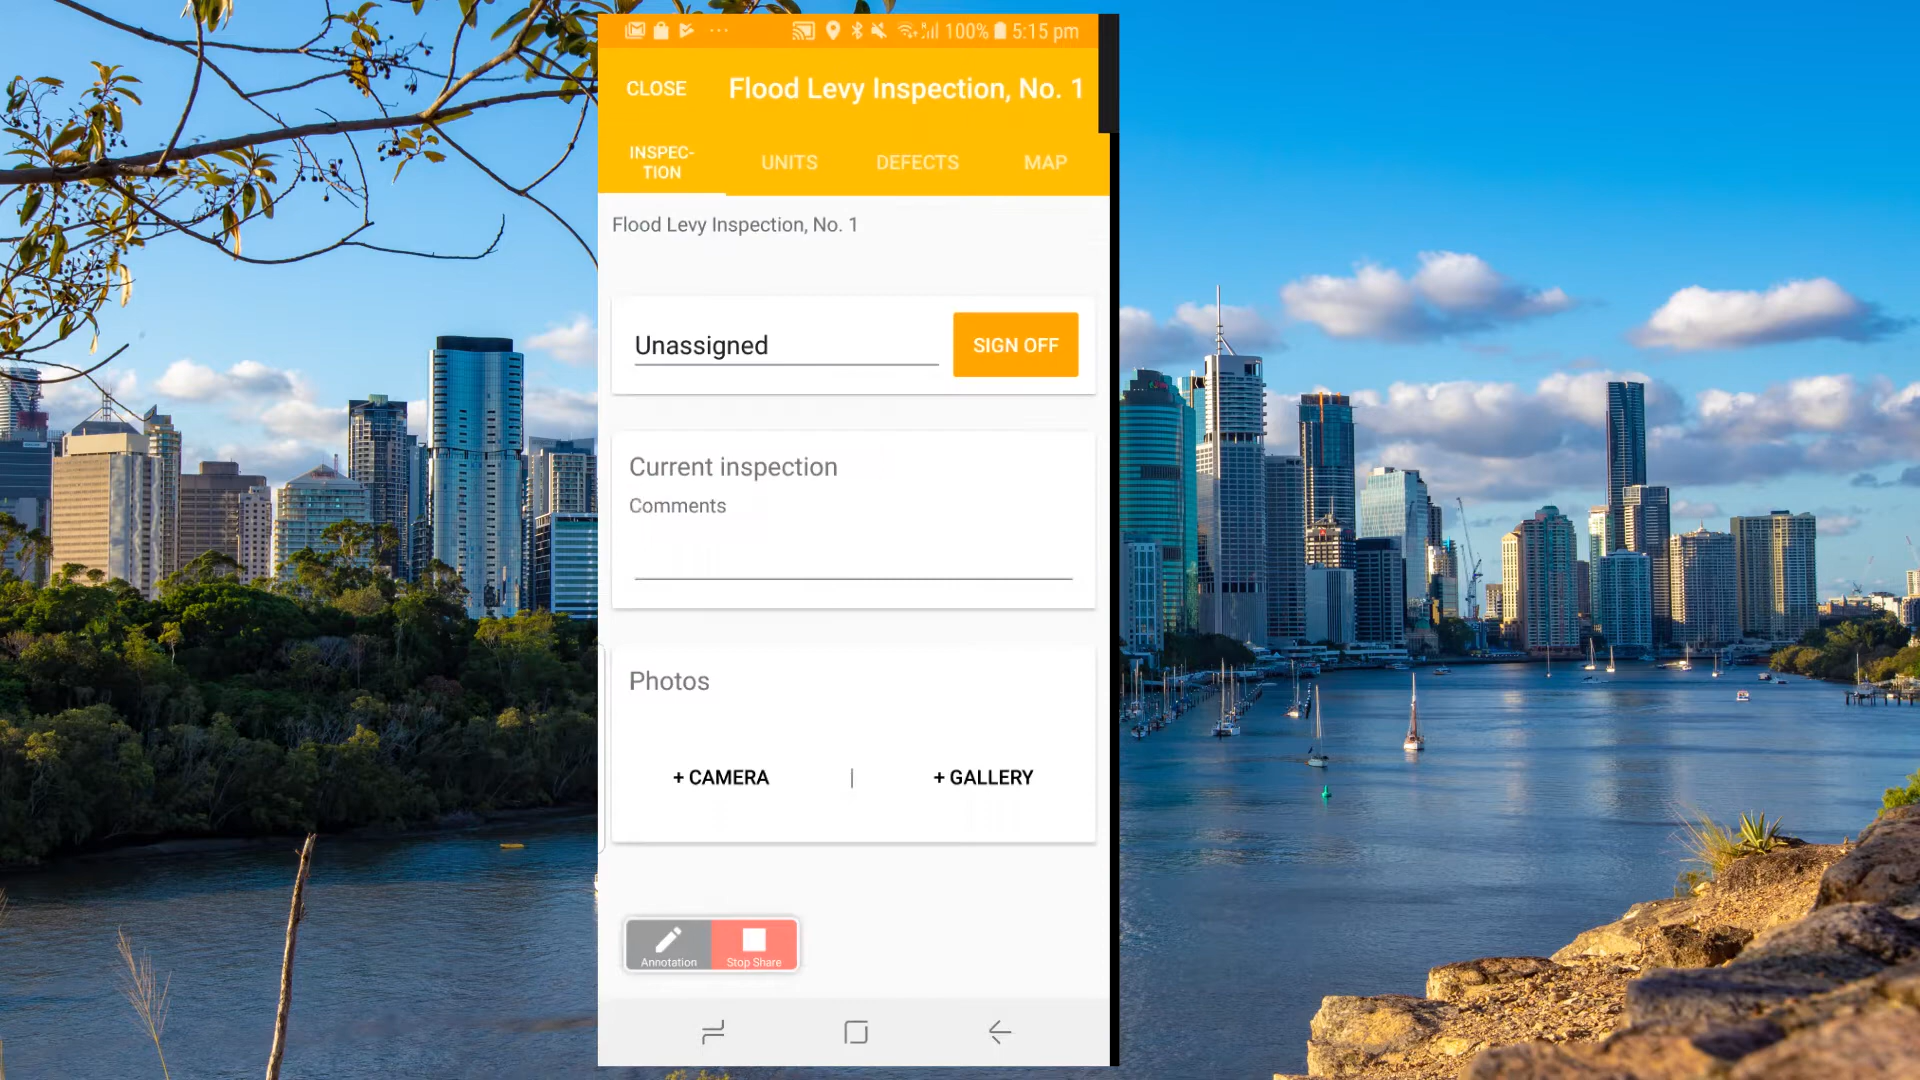 100% 5:15 pm
CLOSE Flood Levy Inspection, No. 1
INSPEC-
TION
UNITS DEFECTS MAP
Flood Levy Inspection, No. 1
Unassigned SIGN OFF
Current inspection
Comments
Photos
+ CAMERA | + GALLERY
Annotation Stop Share